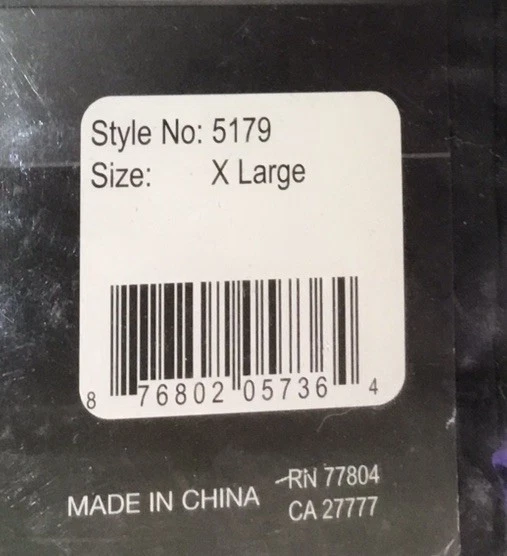 Style No: 5179
Size: X Large
8 76802 05736 4
RN 77804
MADE IN CHINA
CA 27777